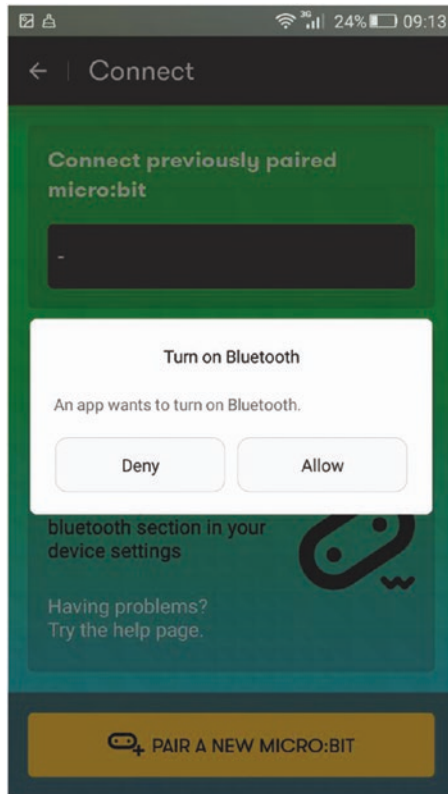 3G 24% 09:13
Connect
Connect previously paired
micro:bit
-
Turn on Bluetooth
An app wants to turn on Bluetooth.
Deny Allow
bluetooth section in your
device settings
Having problems?
Try the help page.
PAIR A NEW MICRO:BIT